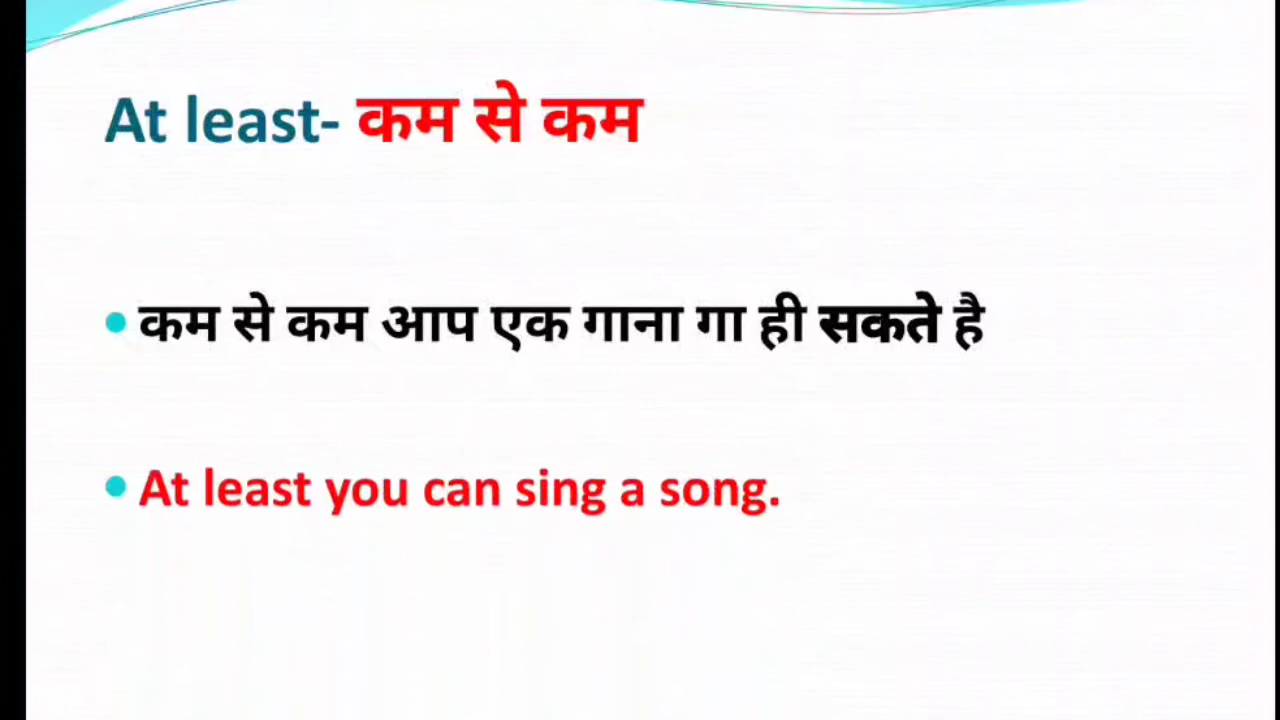 At least- कम से कम
कम से कम आप एक गाना गा ही सकते है
At least you can sing a song.